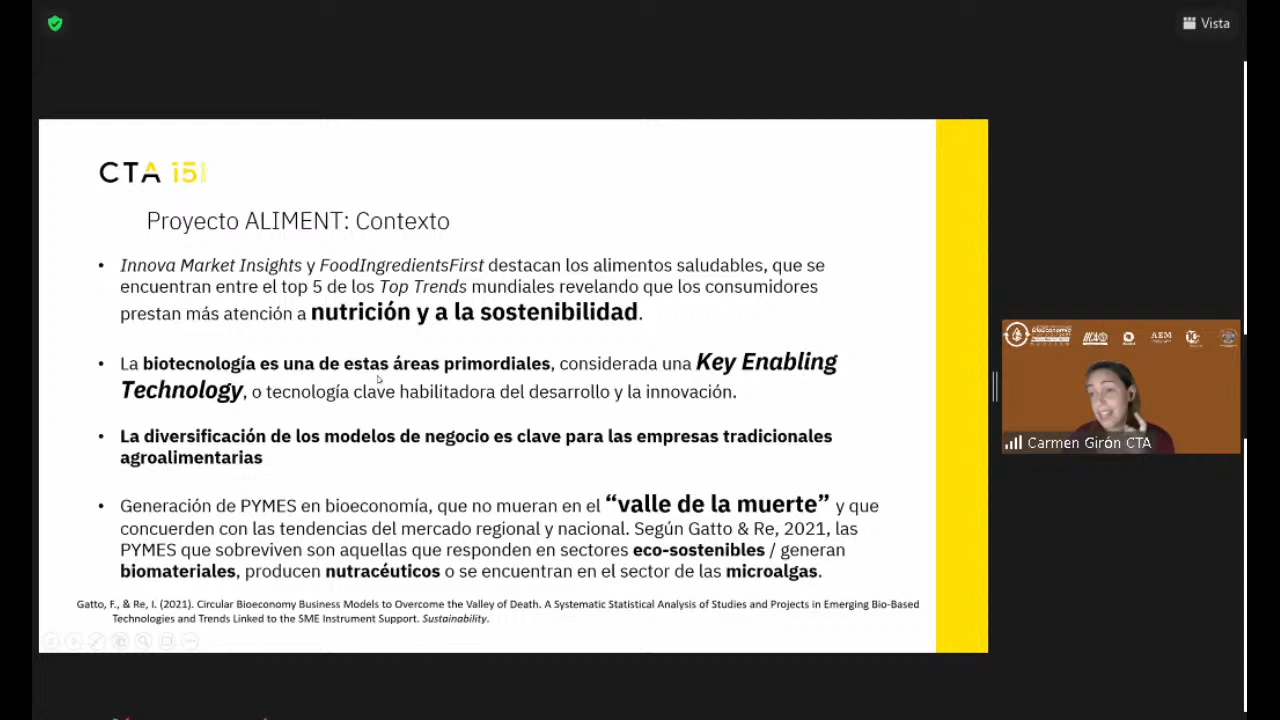 Vista
CTA 15
Proyecto ALIMENT: Contexto
• Innova Market Insights y FoodIngredientsFirst destacan los alimentos saludables, que se
encuentran entre el top 5 de los Top Trends mundiales revelando que los consumidores
prestan más atención a nutrición y a la sostenibilidad.
• La biotecnología es una de estas áreas primordiales, considerada una Key Enabling
Technology, o tecnología clave habilitadora del desarrollo y la innovación.
• La diversificación de los modelos de negocio es clave para las empresas tradicionales
agroalimentarias
• Generación de PYMES en bioeconomía, que no mueran en el “valle de la muerte” y que
concuerden con las tendencias del mercado regional y nacional. Según Gatto & Re, 2021, las
PYMES que sobreviven son aquellas que responden en sectores eco-sostenibles / generan
biomateriales, producen nutracéuticos o se encuentran en el sector de las microalgas.
Gatto, F., & Re, I. (2021). Circular Bioeconomy Business Models to Overcome the Valley of Death. A Systematic Statistical Analysis of Studies and Projects in Emerging Bio-Based
Technologies and Trends Linked to the SME Instrument Support. Sustainability.
BioEconomía
IICA
AEM
Carmen Girón CTA